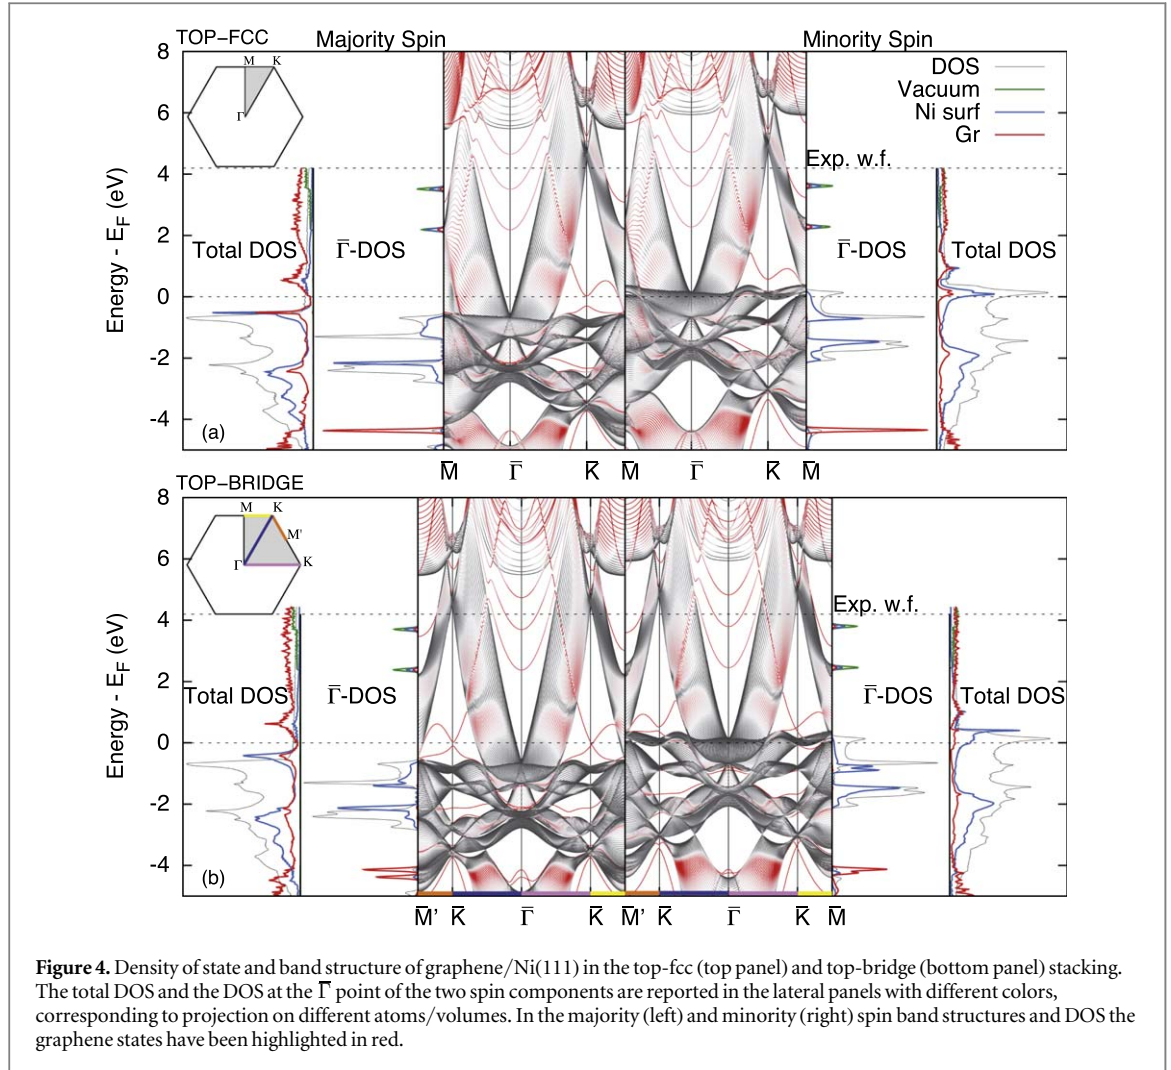 TOP−FCC
Majority Spin
Minority Spin
M K
Γ
DOS
Vacuum
Ni surf
Gr
8
6
4
2
0
-2
-4
Energy - E_F (eV)
Exp. w.f.
Total DOS
Γ̅-DOS
Γ̅-DOS
Total DOS
(a)
M̅ Γ̅ K̅ M̅ Γ̅ K̅ M̅
TOP−BRIDGE
M K
M'
Γ K
8
6
4
2
0
-2
-4
Energy - E_F (eV)
Exp. w.f.
Total DOS
Γ̅-DOS
Γ̅-DOS
Total DOS
(b)
M̅' K̅ Γ̅ K̅ M̅' K̅ Γ̅ K̅ M̅
Figure 4. Density of state and band structure of graphene/Ni(111) in the top-fcc (top panel) and top-bridge (bottom panel) stacking.
The total DOS and the DOS at the Γ̅ point of the two spin components are reported in the lateral panels with different colors,
corresponding to projection on different atoms/volumes. In the majority (left) and minority (right) spin band structures and DOS the
graphene states have been highlighted in red.